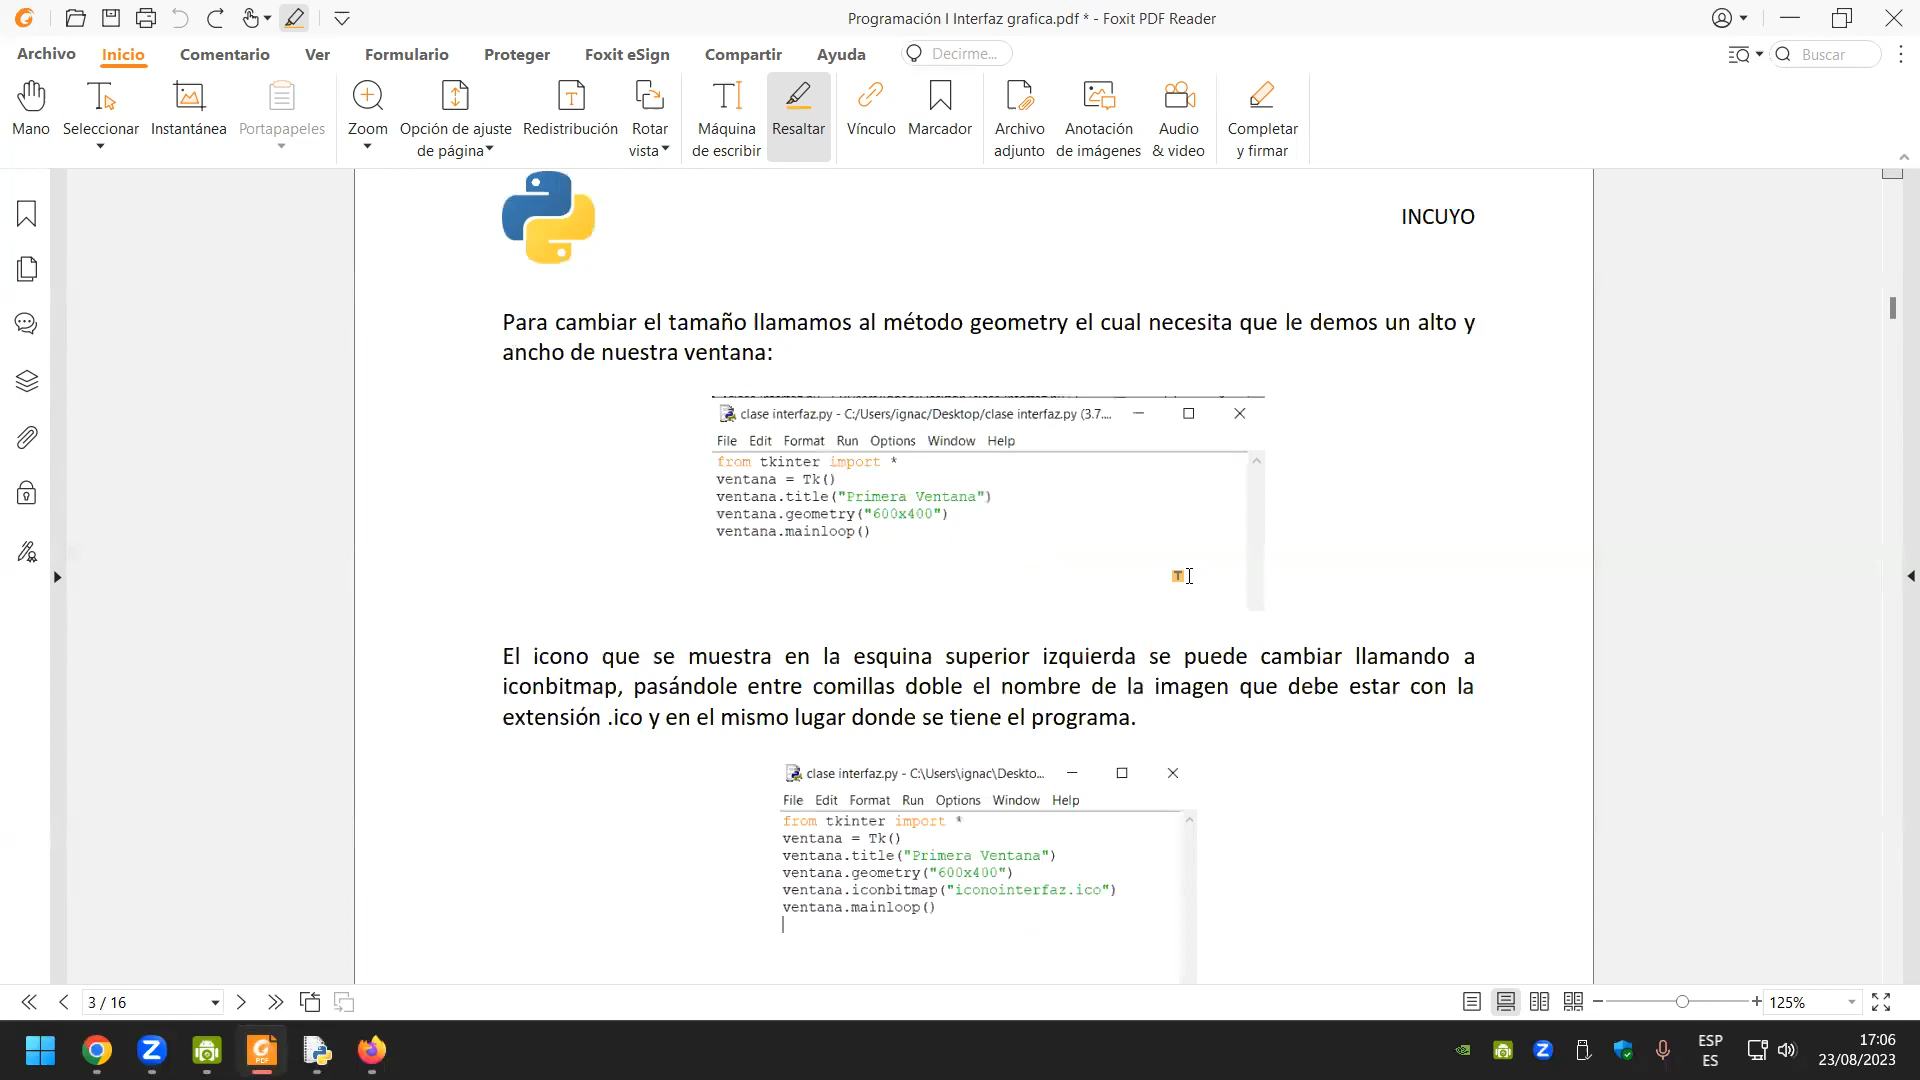 Programación I Interfaz grafica.pdf * - Foxit PDF Reader
Archivo Inicio Comentario Ver Formulario Proteger Foxit eSign Compartir Ayuda Decirme... Buscar
Mano Seleccionar Instantánea Portapapeles Zoom Opción de ajuste de página Redistribución Rotar vista Máquina de escribir Resaltar Vínculo Marcador Archivo adjunto Anotación de imágenes Audio & video Completar y firmar
INCUYO
Para cambiar el tamaño llamamos al método geometry el cual necesita que le demos un alto y
ancho de nuestra ventana:
clase interfaz.py - C:/Users/ignac/Desktop/clase interfaz.py (3.7....
File Edit Format Run Options Window Help
from tkinter import *
ventana = Tk()
ventana.title("Primera Ventana")
ventana.geometry("600x400")
ventana.mainloop()
T
El icono que se muestra en la esquina superior izquierda se puede cambiar llamando a
iconbitmap, pasándole entre comillas doble el nombre de la imagen que debe estar con la
extensión .ico y en el mismo lugar donde se tiene el programa.
clase interfaz.py - C:\Users\ignac\Deskto...
File Edit Format Run Options Window Help
from tkinter import *
ventana = Tk()
ventana.title("Primera Ventana")
ventana.geometry("600x400")
ventana.iconbitmap("iconointerfaz.ico")
ventana.mainloop()
3 / 16
125%
ESP
ES
17:06
23/08/2023